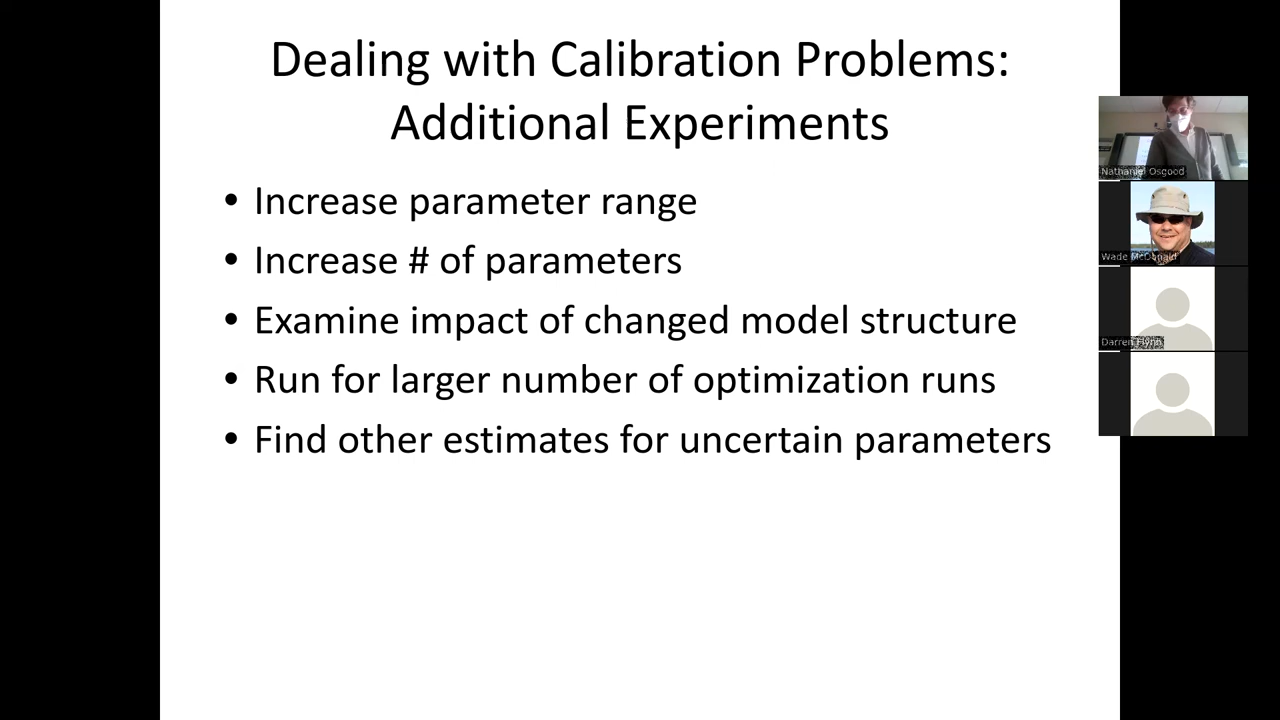 Dealing with Calibration Problems:
Additional Experiments
• Increase parameter range
• Increase # of parameters
• Examine impact of changed model structure
• Run for larger number of optimization runs
• Find other estimates for uncertain parameters
Nathaniel Osgood
Wade McDonald
Darren Flynn